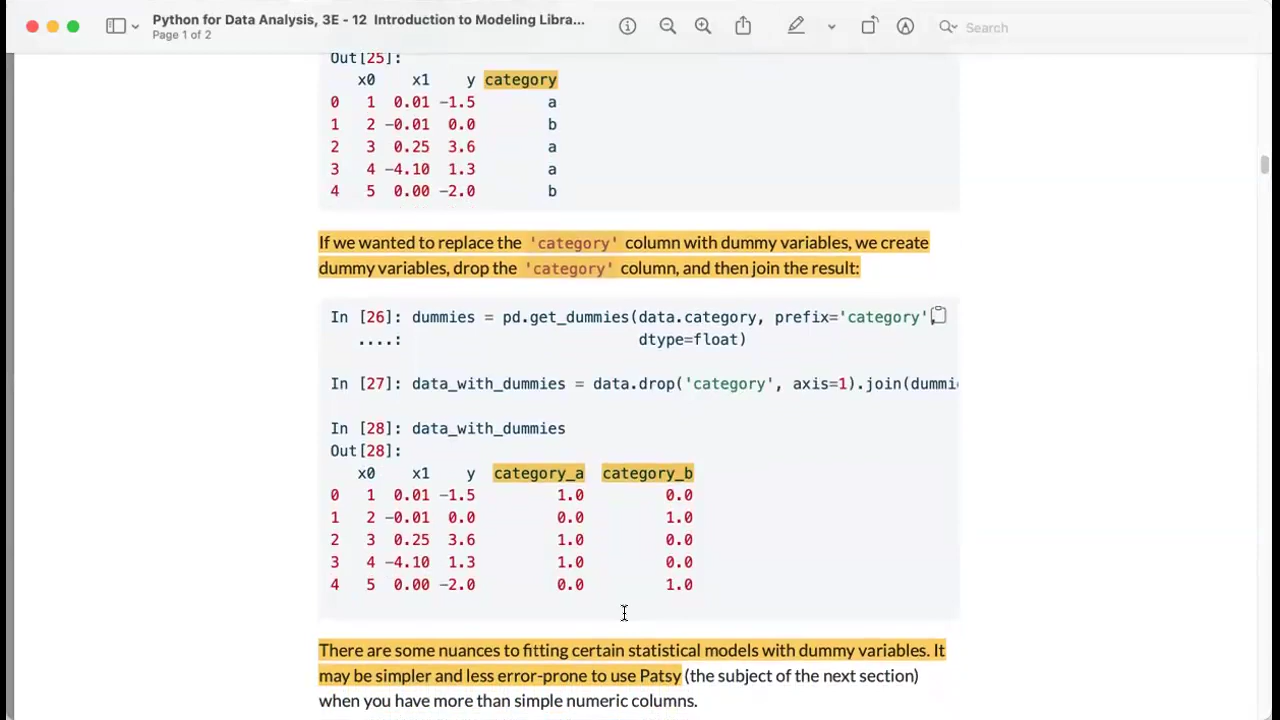 Python for Data Analysis, 3E - 12 Introduction to Modeling Libra...
Page 1 of 2
Search
Out[25]:
x0 x1 y category
0 1 0.01 -1.5 a
1 2 -0.01 0.0 b
2 3 0.25 3.6 a
3 4 -4.10 1.3 a
4 5 0.00 -2.0 b
If we wanted to replace the 'category' column with dummy variables, we create
dummy variables, drop the 'category' column, and then join the result:
In [26]: dummies = pd.get_dummies(data.category, prefix='category'
....: dtype=float)
In [27]: data_with_dummies = data.drop('category', axis=1).join(dummi
In [28]: data_with_dummies
Out[28]:
x0 x1 y category_a category_b
0 1 0.01 -1.5 1.0 0.0
1 2 -0.01 0.0 0.0 1.0
2 3 0.25 3.6 1.0 0.0
3 4 -4.10 1.3 1.0 0.0
4 5 0.00 -2.0 0.0 1.0
There are some nuances to fitting certain statistical models with dummy variables. It
may be simpler and less error-prone to use Patsy (the subject of the next section)
when you have more than simple numeric columns.